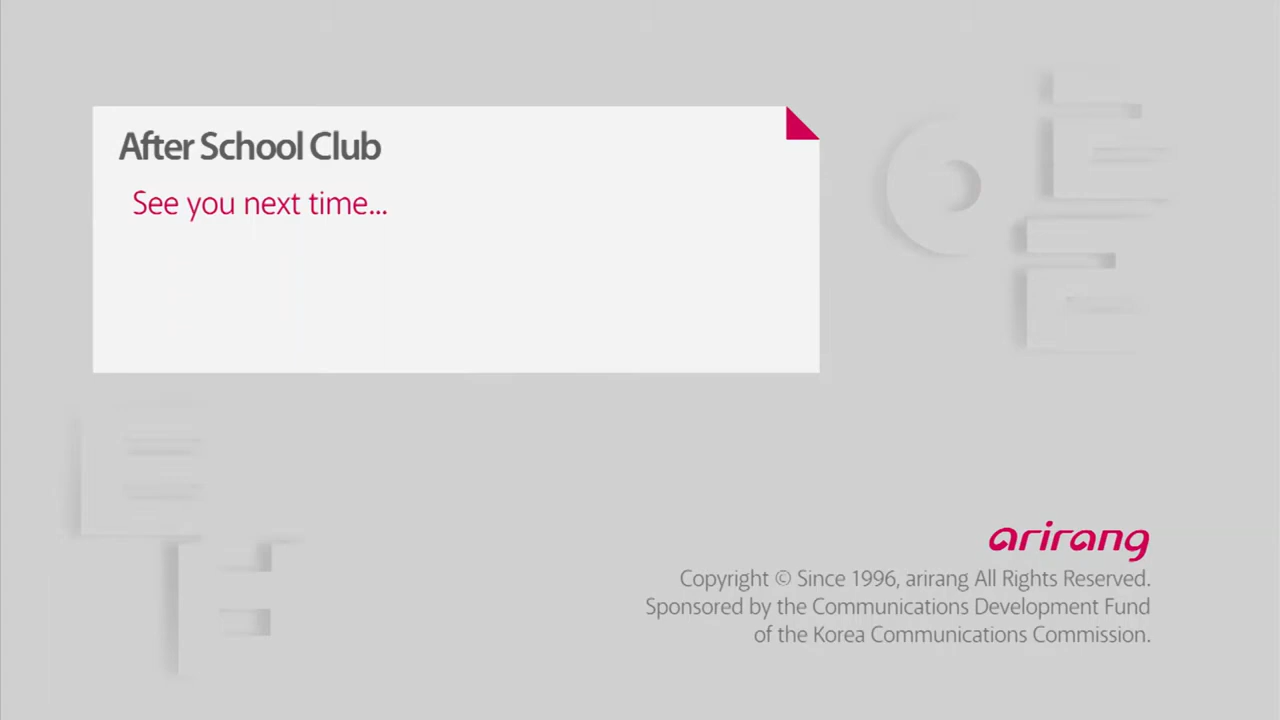 After School Club
See you next time...
arirang
Copyright © Since 1996, arirang All Rights Reserved.
Sponsored by the Communications Development Fund
of the Korea Communications Commission.